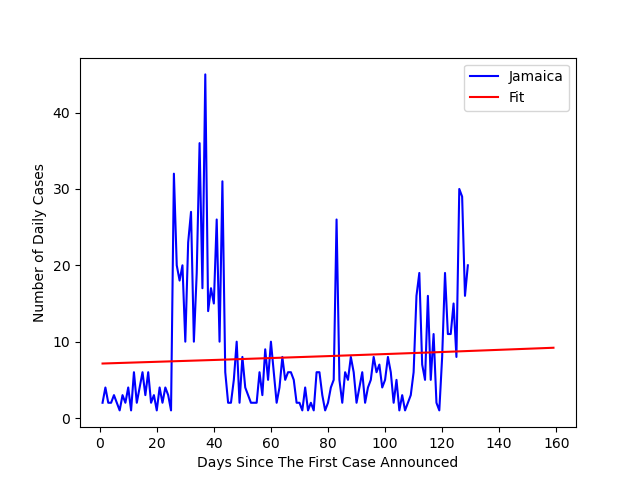 Jamaica
Fit
40
30
20
10
0
Number of Daily Cases
0 20 40 60 80 100 120 140 160
Days Since The First Case Announced